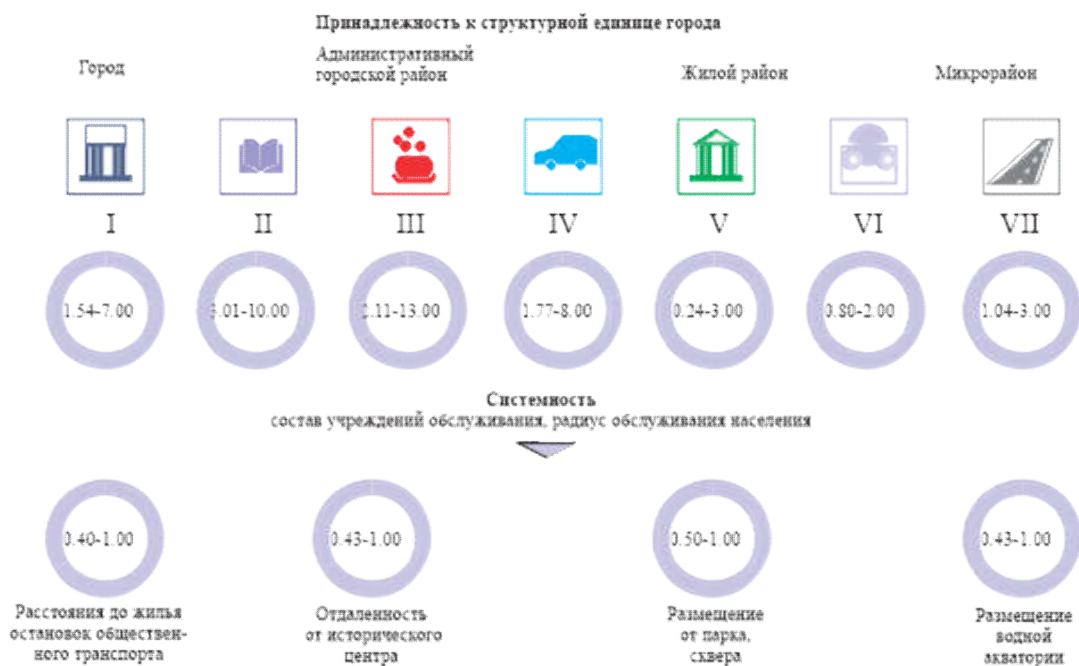 Принадлежность к структурной единице города
Город
Административный
городской район
Жилой район
Микрорайон
I II III IV V VI VII
1.54-7.00 3.01-10.00 2.11-13.00 1.77-8.00 0.24-3.00 0.80-2.00 1.04-3.00
Системность
состав учреждений обслуживания, радиус обслуживания населения
0.40-1.00 0.43-1.00 0.50-1.00 0.43-1.00
Расстояния до жилья
остановок обществен-
ного транспорта
Отдаленность
от исторического
центра
Размещение
от парка,
сквера
Размещение
водной
акватории